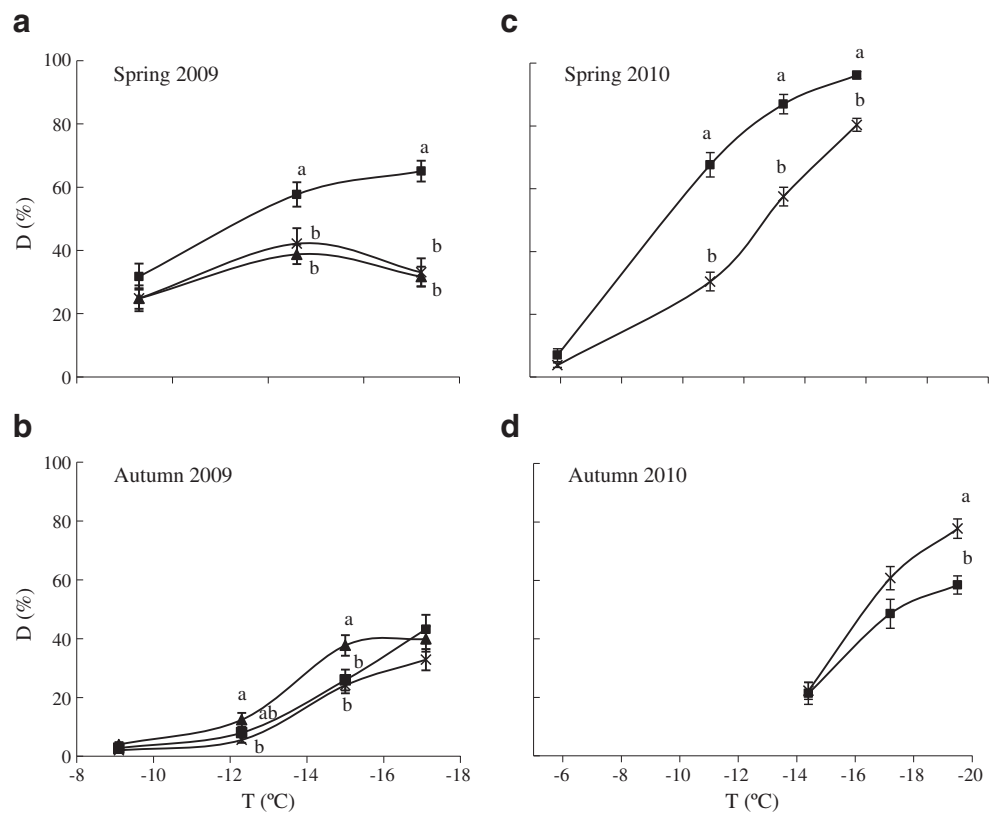 a
Spring 2009
D (%)
100
80
60
40
20
0
a
a
b
b
b
b
c
Spring 2010
a
a
a
b
b
b
b
Autumn 2009
D (%)
100
80
60
40
20
0
a
a
ab
b
b
b
-8 -10 -12 -14 -16 -18
T (ºC)
d
Autumn 2010
a
b
-6 -8 -10 -12 -14 -16 -18 -20
T (ºC)